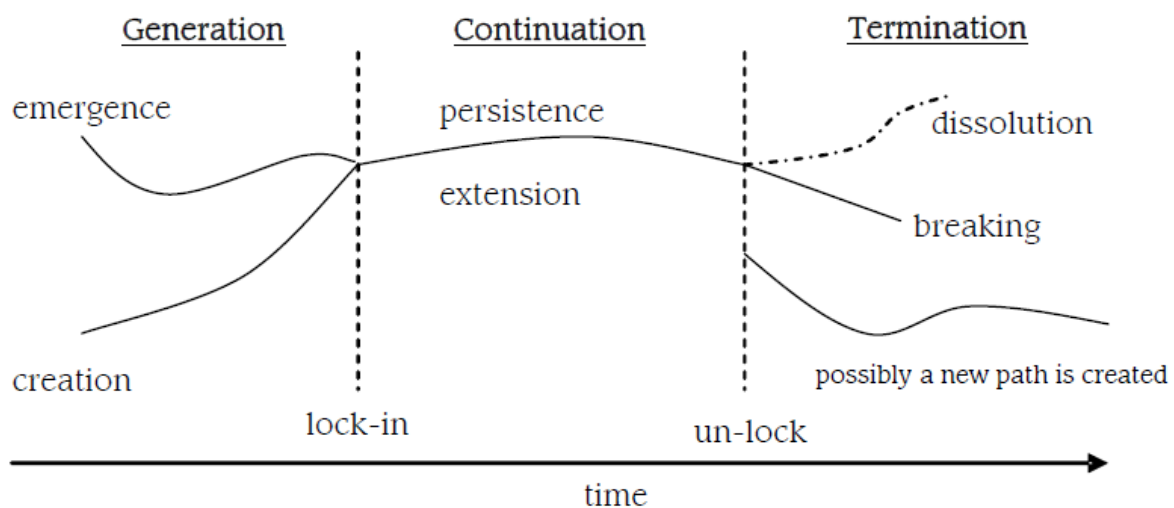 Generation
Continuation
Termination
emergence
persistence
dissolution
extension
breaking
creation
possibly a new path is created
lock-in
un-lock
time